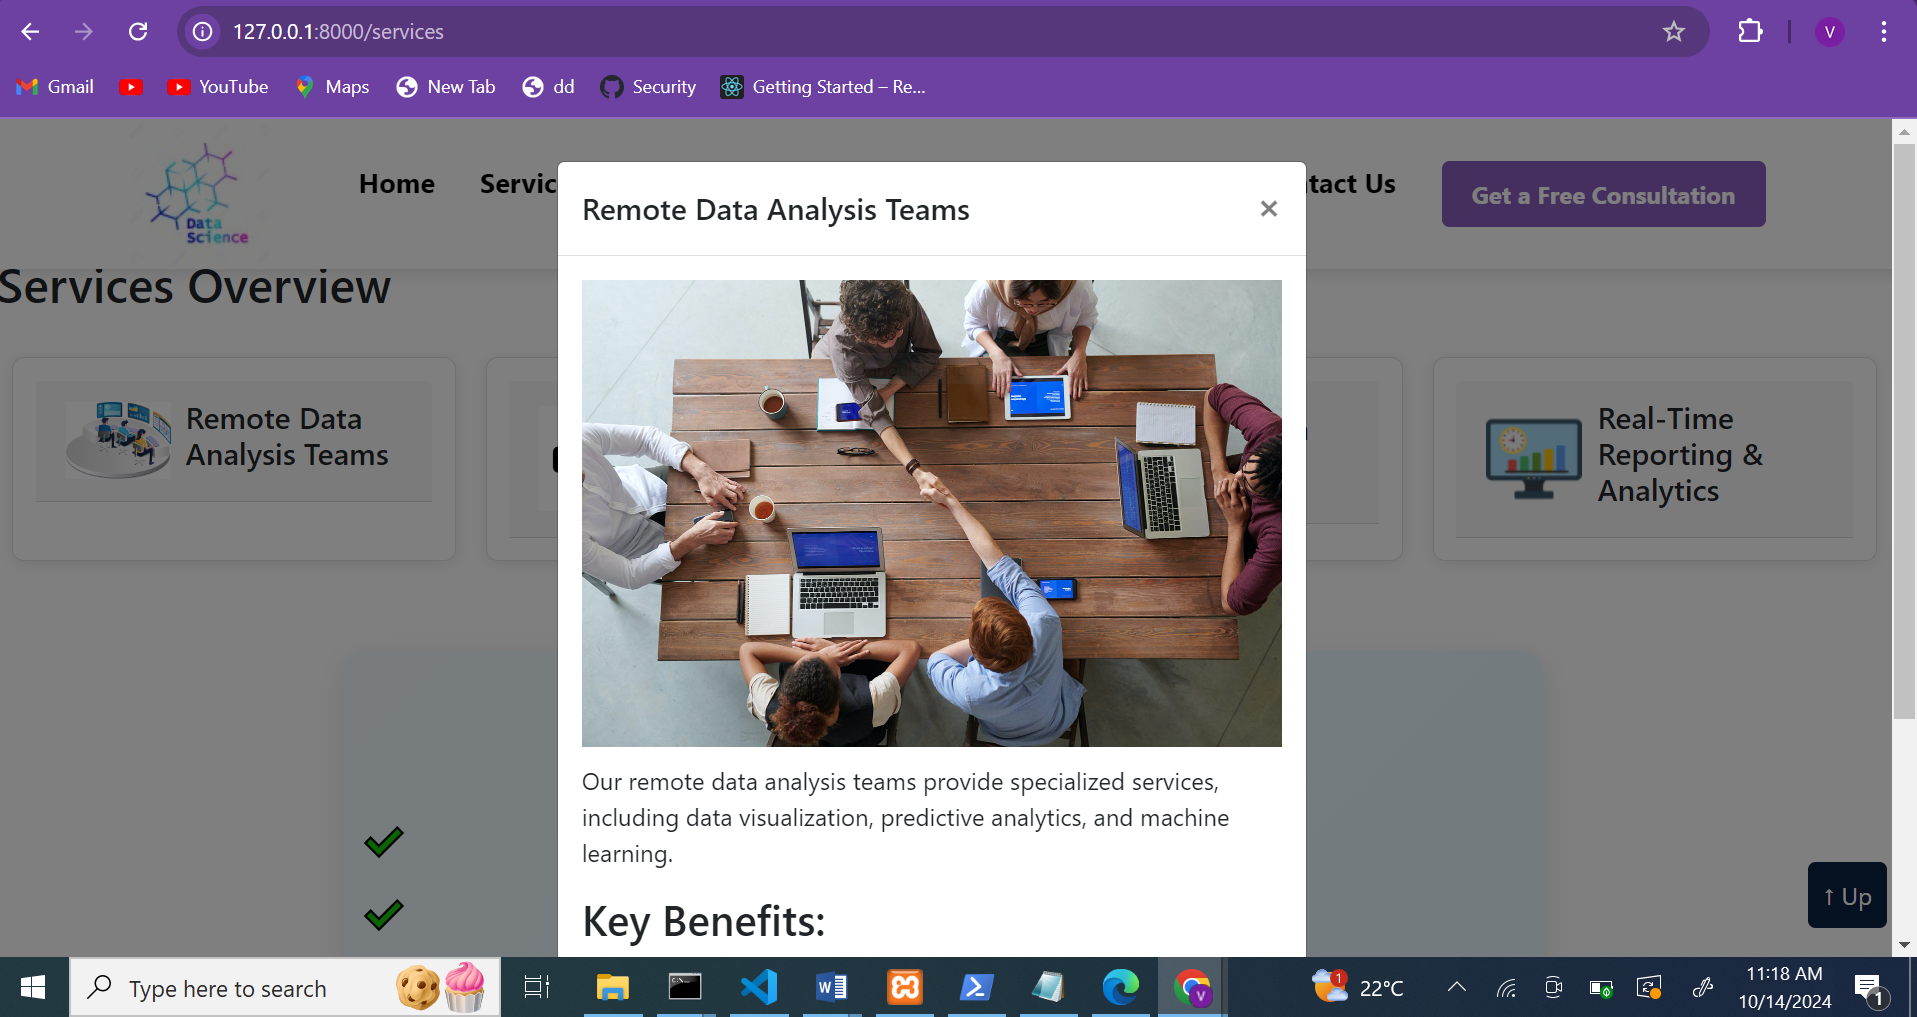 127.0.0.1:8000/services
Gmail
YouTube
Maps
New Tab
dd
Security
Getting Started – Re...
V
Data
Science
Home
Servic
tact Us
Get a Free Consultation
Services Overview
Remote Data Analysis Teams
×
Remote Data
Analysis Teams
Real-Time
Reporting &
Analytics
Our remote data analysis teams provide specialized services,
including data visualization, predictive analytics, and machine
learning.
Key Benefits:
↑ Up
Type here to search
1
22°C
11:18 AM
10/14/2024
1